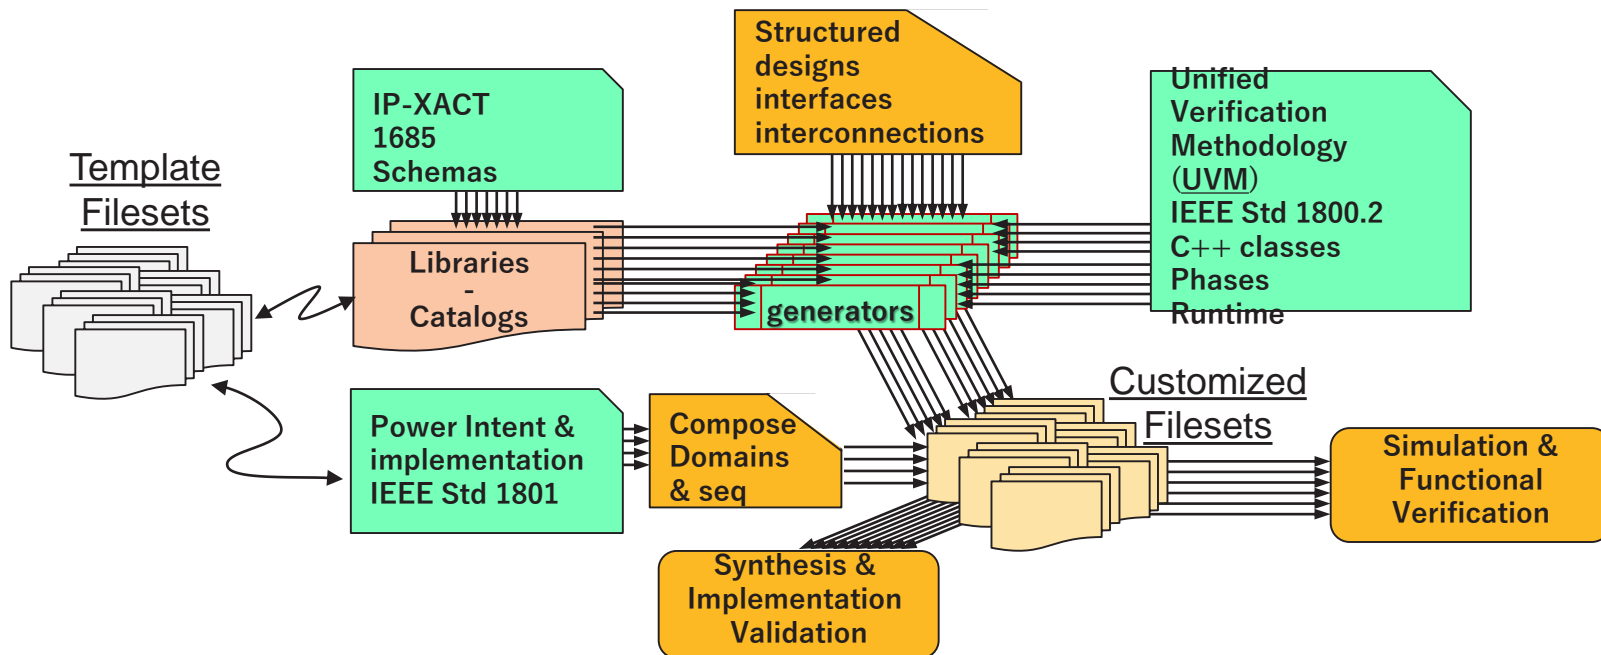 Structured
designs
interfaces
interconnections
IP-XACT
1685
Schemas
Unified
Verification
Methodology
(UVM)
IEEE Std 1800.2
C++ classes
Phases
Runtime
Template
Filesets
Libraries
-
Catalogs
generators
Customized
Filesets
Power Intent &
implementation
IEEE Std 1801
Compose
Domains
& seq
Simulation &
Functional
Verification
Synthesis &
Implementation
Validation